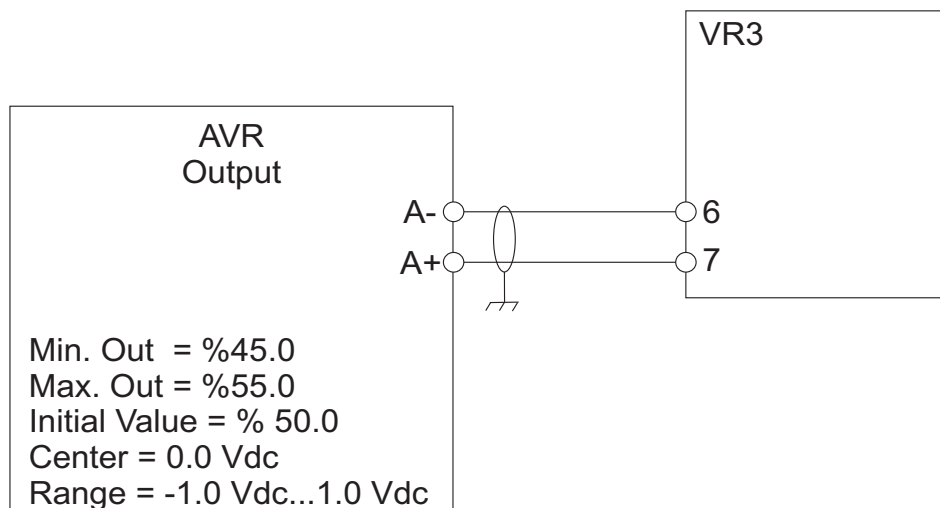 VR3
AVR
Output
A-
6
A+
7
Min. Out = %45.0
Max. Out = %55.0
Initial Value = % 50.0
Center = 0.0 Vdc
Range = -1.0 Vdc...1.0 Vdc